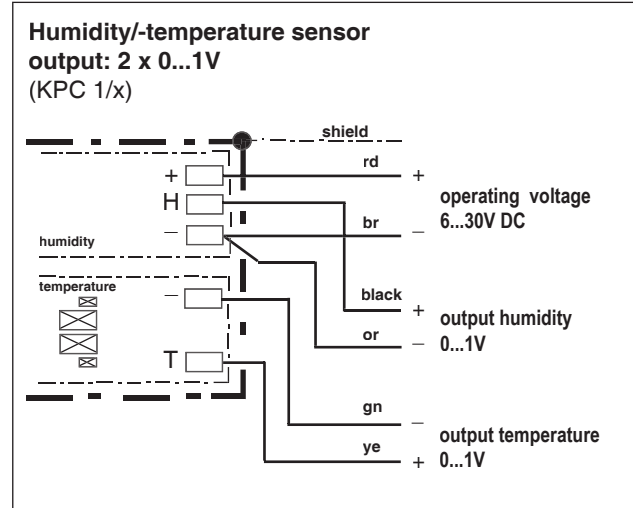 Humidity/-temperature sensor
output: 2 x 0...1V
(KPC 1/x)
shield
rd
+ +
operating voltage
H
6...30V DC
br
– –
humidity
temperature
–
black
+
output humidity
or
– 0...1V
T
gn
–
output temperature
ye
+ 0...1V